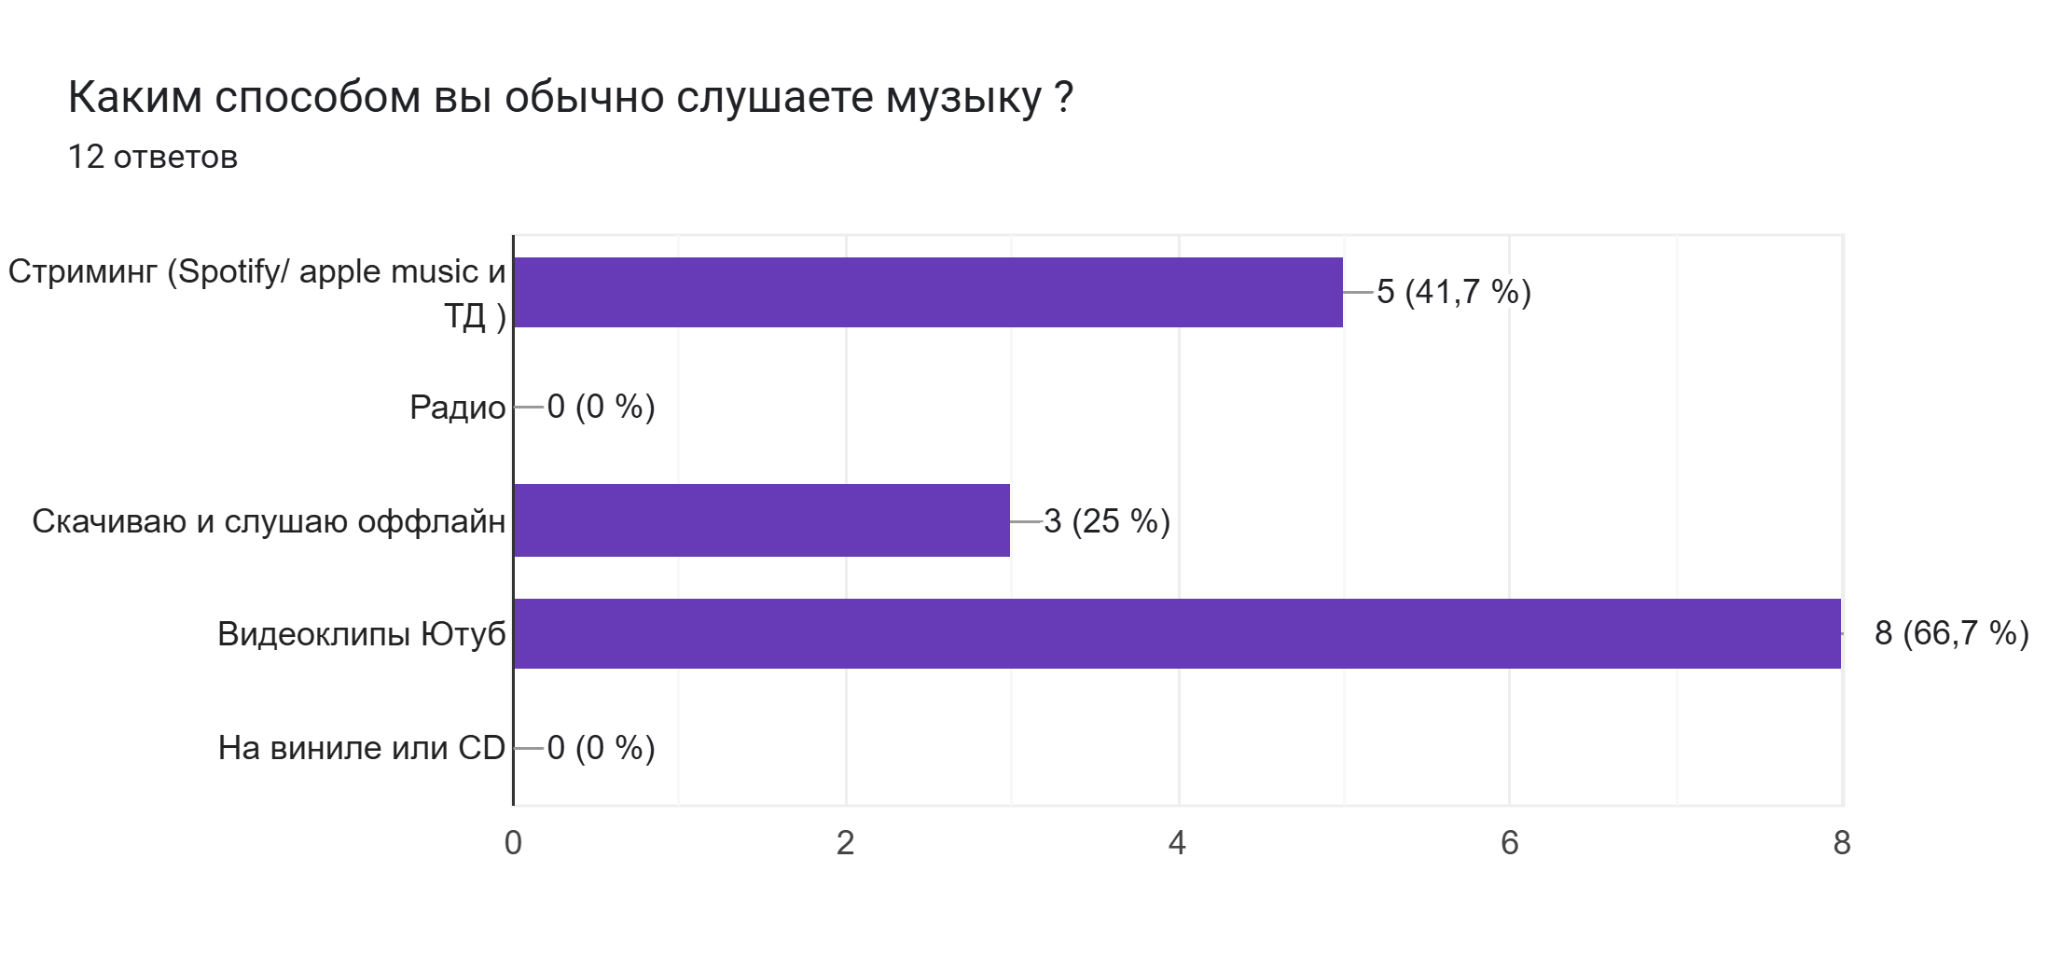 Каким способом вы обычно слушаете музыку ?
12 ответов
Стриминг (Spotify/ apple music и
ТД )
5 (41,7 %)
Радио
0 (0 %)
Скачиваю и слушаю оффлайн
3 (25 %)
Видеоклипы Ютуб
8 (66,7 %)
На виниле или CD
0 (0 %)
0 2 4 6 8